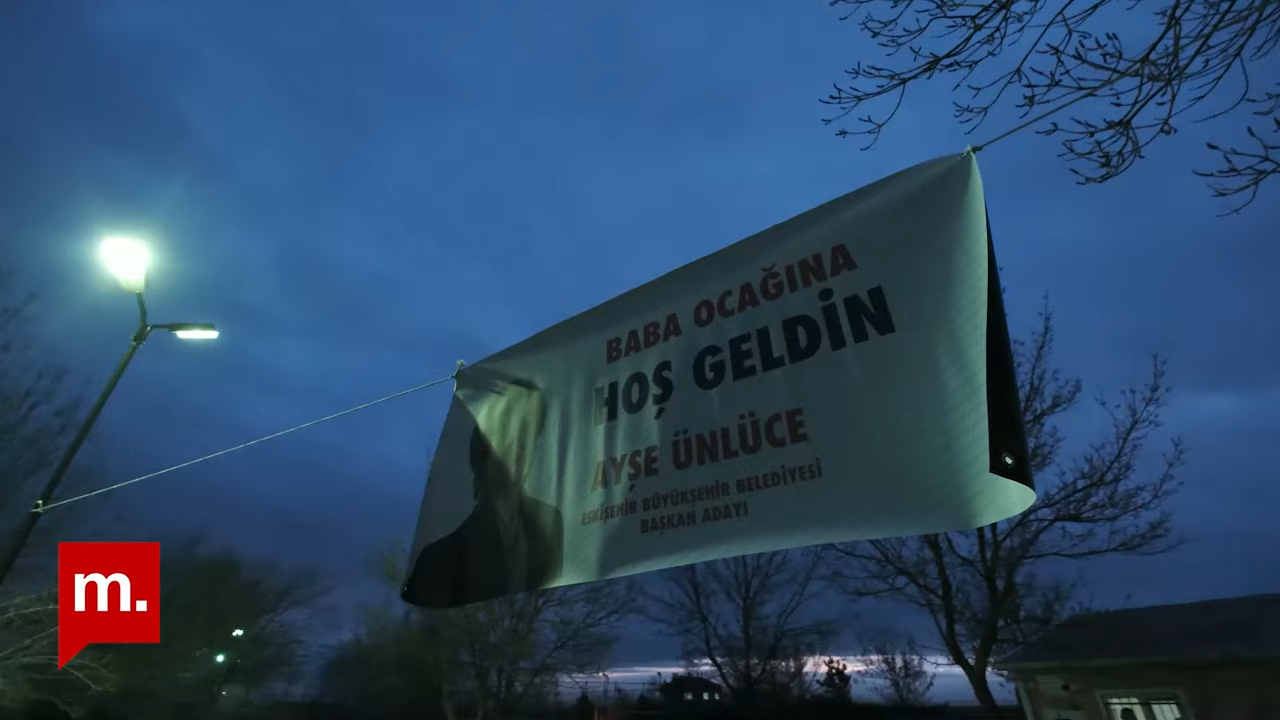 BABA OCAĞINA
HOŞ GELDİN
AYŞE ÜNLÜCE
ESKİŞEHİR BÜYÜKŞEHİR BELEDİYESİ
BAŞKAN ADAYI
m.